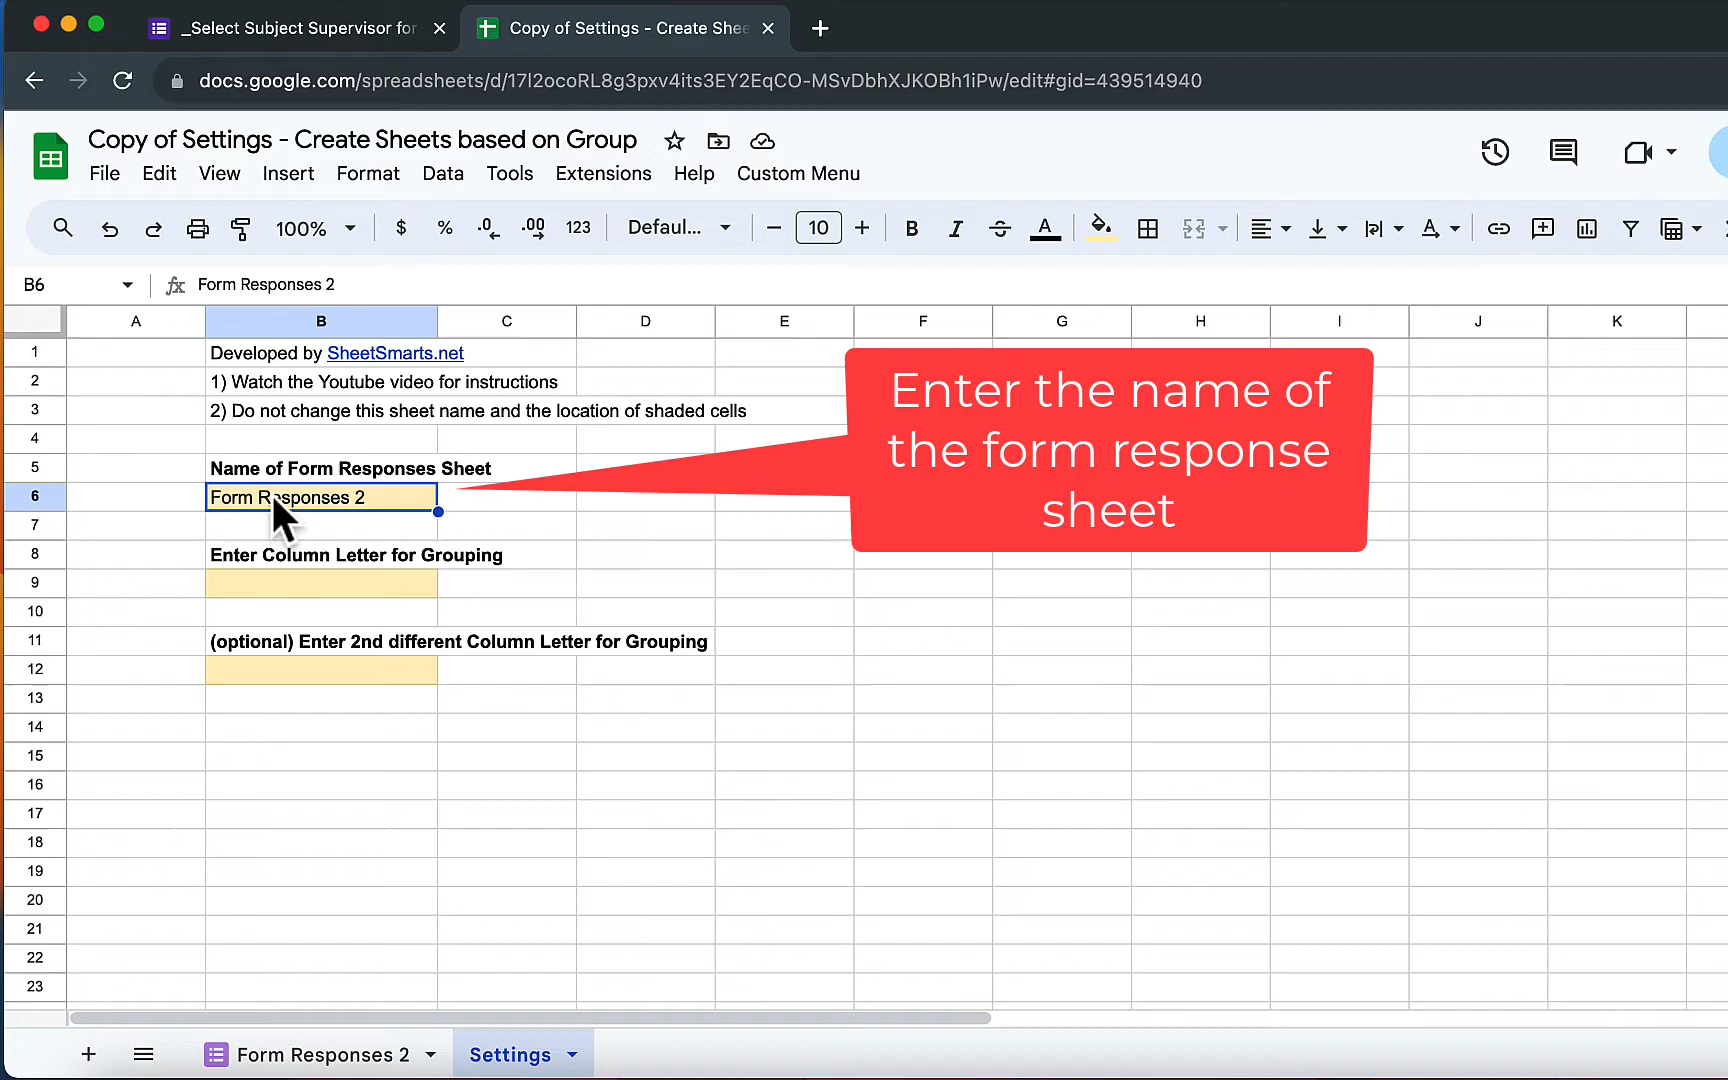 _Select Subject Supervisor for
Copy of Settings - Create Shee
docs.google.com/spreadsheets/d/17l2ocoRL8g3pxv4its3EY2EqCO-MSvDbhXJKOBh1iPw/edit#gid=439514940
Copy of Settings - Create Sheets based on Group
File Edit View Insert Format Data Tools Extensions Help Custom Menu
100% $ % .0 .00 123 Defaul... 10 B I A
B6 fx Form Responses 2
A B C D E F G H I J K
1 Developed by SheetSmarts.net
2 1) Watch the Youtube video for instructions
3 2) Do not change this sheet name and the location of shaded cells
4
5 Name of Form Responses Sheet
6 Form Responses 2
7
8 Enter Column Letter for Grouping
9
10
11 (optional) Enter 2nd different Column Letter for Grouping
12
13
14
15
16
17
18
19
20
21
22
23
Enter the name of
the form response
sheet
Form Responses 2 Settings